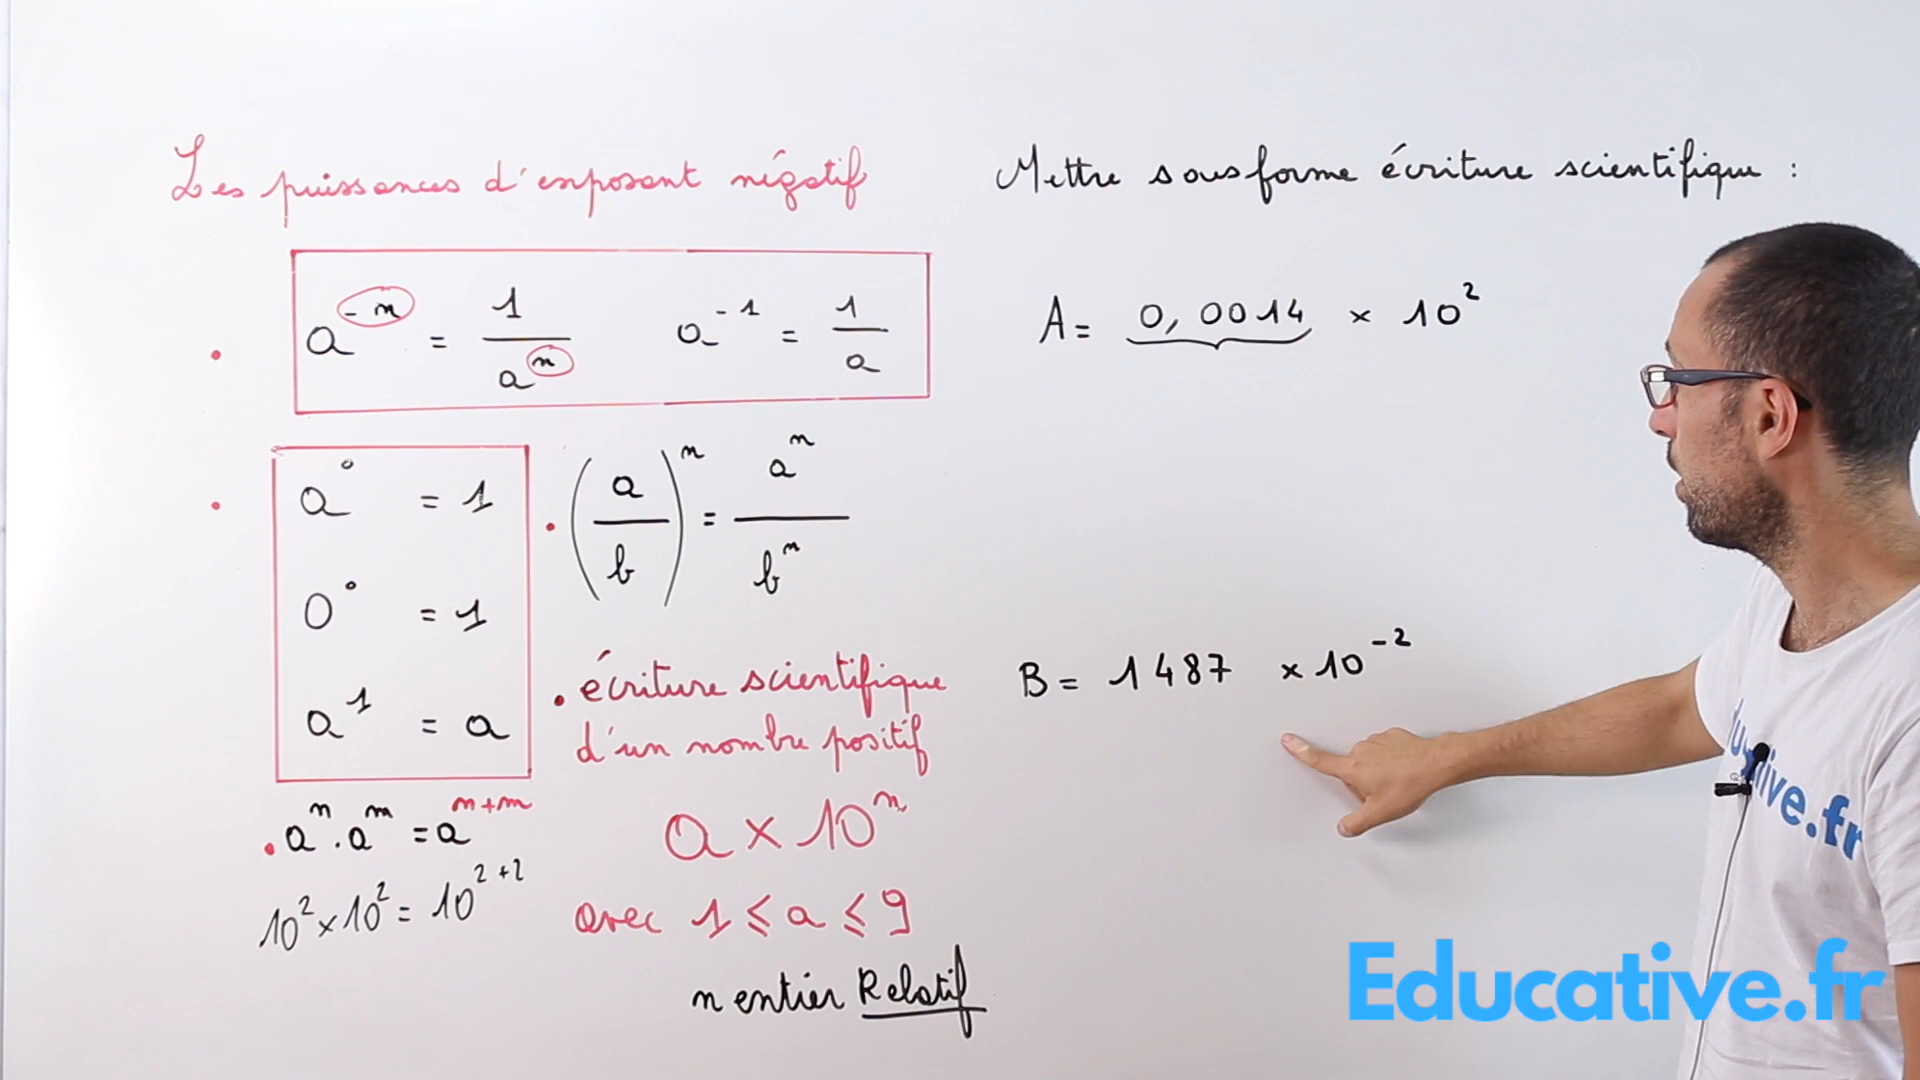 Les puissances d'exposant négatif
a^-n = 1/a^n    a^-1 = 1/a
a^0 = 1
0^0 = 1
a^1 = a
(a/b)^n = a^n/b^n
a^n . a^m = a^n+m
10^2 × 10^2 = 10^2+2
écriture scientifique
d'un nombre positif
a × 10^n
avec 1 ⩽ a ⩽ 9
n entier Relatif
Mettre sous forme écriture scientifique :
A = 0,0014 × 10^2
B = 1487 × 10^-2
Educative.fr